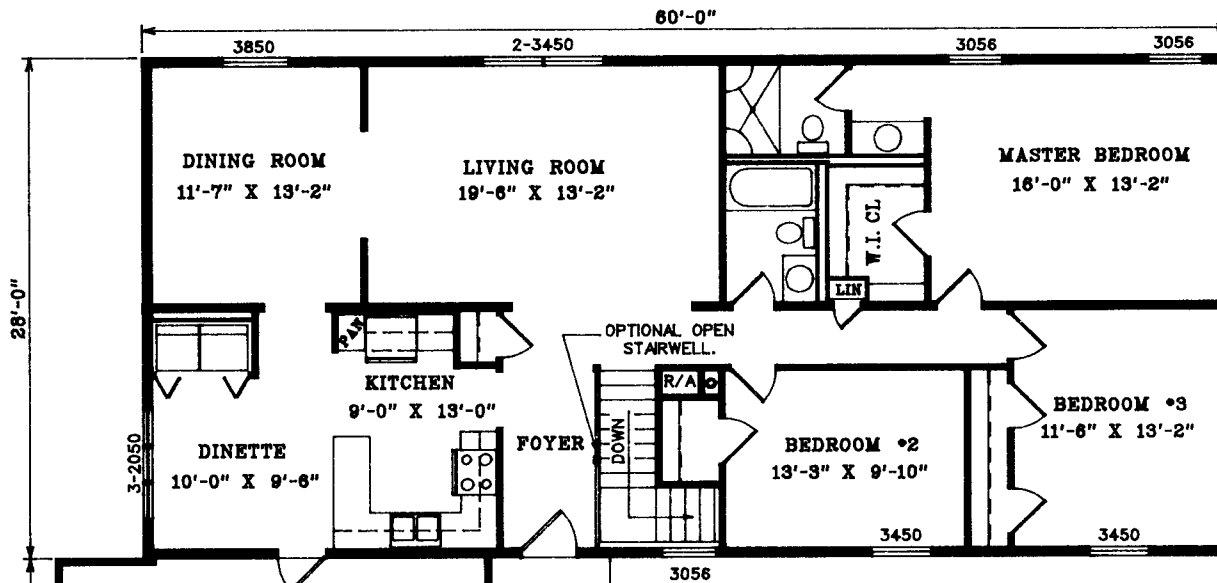 60'-0"
3850
2-3450
3056
3056
DINING ROOM
11'-7" X 13'-2"
LIVING ROOM
19'-6" X 13'-2"
MASTER BEDROOM
16'-0" X 13'-2"
W.I. CL
LIN
28'-0"
PAN
OPTIONAL OPEN
STAIRWELL.
R/A
KITCHEN
9'-0" X 13'-0"
FOYER
DOWN
DINETTE
10'-0" X 9'-6"
3-2050
BEDROOM #2
13'-3" X 9'-10"
BEDROOM #3
11'-6" X 13'-2"
3450
3450
3056